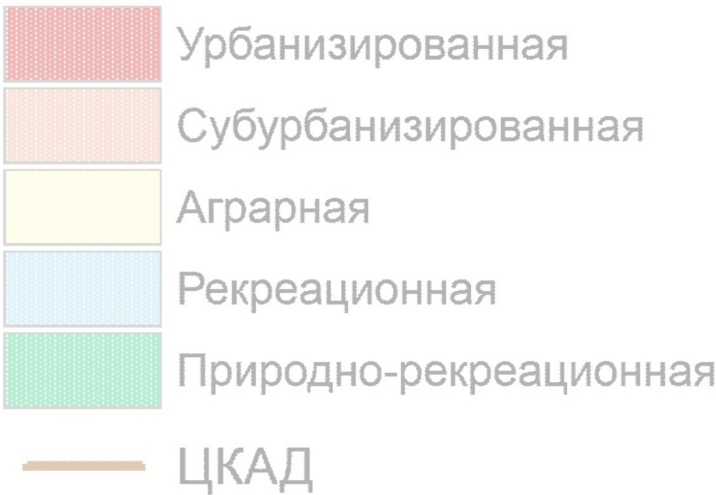 Урбанизированная
Субурбанизированная
Аграрная
Рекреационная
Природно-рекреационная
ЦКАД